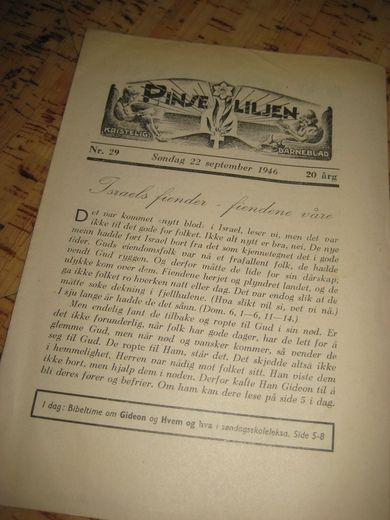 PINSELILJEN
KRISTELIG BARNEBLAD
Nr. 29 Søndag 22 september 1946 20 årg
Israels fiender - fiendene våre
Det var kommet «nytt blod» i Israel, leser vi, men det var
ikke til det gode for folket. Ikke alt nytt er bra, nei. De nye
menn hadde ført Israel bort fra det som kjennetegnet det i gode
tider. Guds eiendomsfolk var nå et frafallent folk, de hadde
vendt Gud ryggen. Og derfor måtte de lide for sin dårskap,
ulykke kom over dem. Fiendene herjet og plyndret landet, og de
ga ikke folket ro hverken natt eller dag. Det var endog slik at de
måtte søke dekning i fjellhulene. (Hva slikt vil si, vet vi nå.)
I sju lange år hadde de det sånn. (Dom. 6, 1—6, 11—14.)
Men endelig fant de tilbake og ropte til Gud i sin nød. Er
det ikke forunderlig, når folk har gode dager, har de lett for å
glemme Gud, men når nød og vansker kommer, så vender de
seg til Gud. De ropte til Ham, står det. Det skjedde altså ikke
i hemmelighet. Herren var nådig mot folket sitt. Han viste dem
ikke bort, men hjalp dem i nøden. Derfor kalte Han Gideon til å
bli deres fører og befrier. Om ham kan dere lese på side 5 i dag.
I dag: Bibeltime om Gideon og Hvem og hva i søndagsskoleleksa. Side 5-8